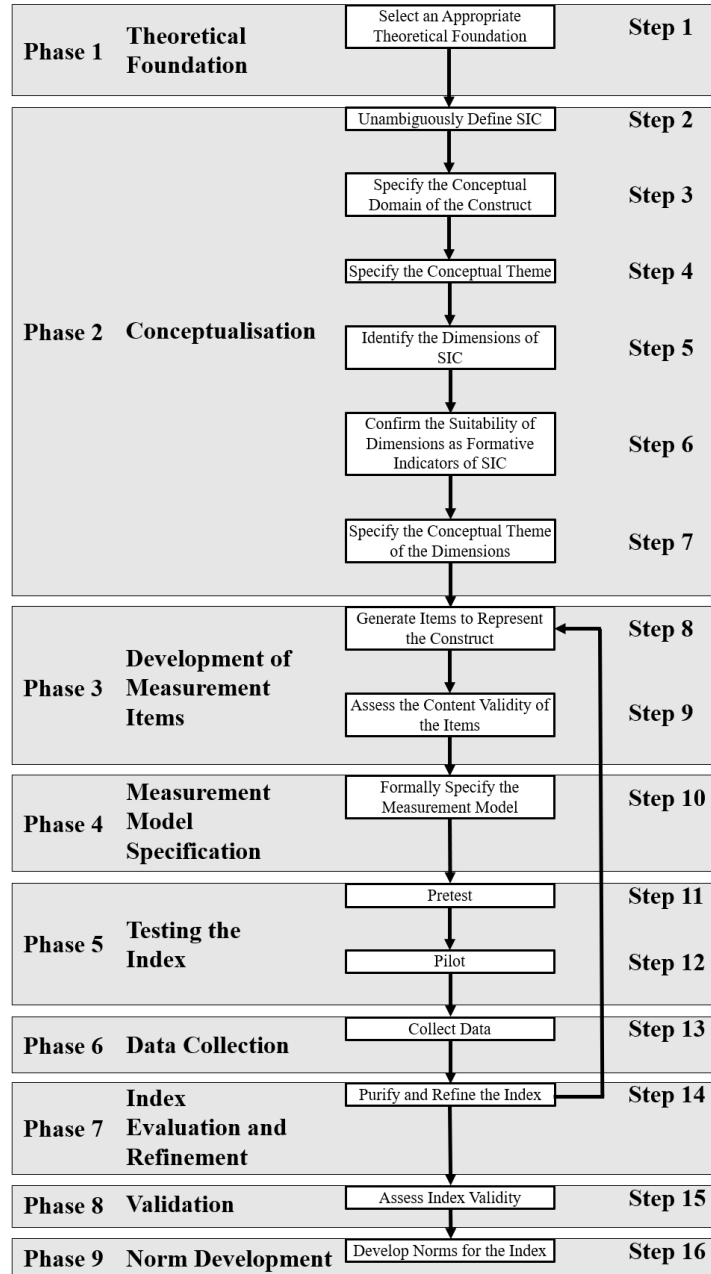 Phase 1
Theoretical
Foundation
Select an Appropriate
Theoretical Foundation
Step 1
Phase 2
Conceptualisation
Unambiguously Define SIC
Step 2
Specify the Conceptual
Domain of the Construct
Step 3
Specify the Conceptual Theme
Step 4
Identify the Dimensions of
SIC
Step 5
Confirm the Suitability of
Dimensions as Formative
Indicators of SIC
Step 6
Specify the Conceptual Theme
of the Dimensions
Step 7
Phase 3
Development of
Measurement
Items
Generate Items to Represent
the Construct
Step 8
Assess the Content Validity of
the Items
Step 9
Phase 4
Measurement
Model
Specification
Formally Specify the
Measurement Model
Step 10
Phase 5
Testing the
Index
Pretest
Step 11
Pilot
Step 12
Phase 6
Data Collection
Collect Data
Step 13
Phase 7
Index
Evaluation and
Refinement
Purify and Refine the Index
Step 14
Phase 8
Validation
Assess Index Validity
Step 15
Phase 9
Norm Development
Develop Norms for the Index
Step 16